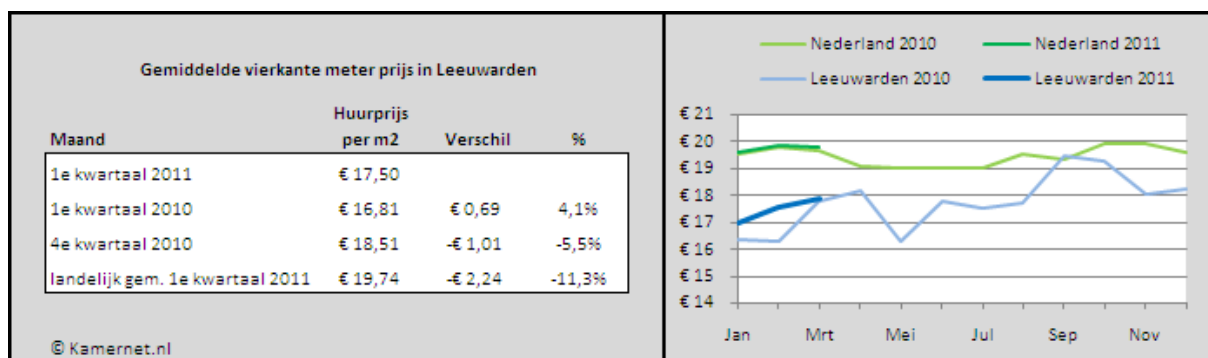 Gemiddelde vierkante meter prijs in Leeuwarden
Huurprijs
Maand per m2 Verschil %
1e kwartaal 2011 € 17,50
1e kwartaal 2010 € 16,81 € 0,69 4,1%
4e kwartaal 2010 € 18,51 -€ 1,01 -5,5%
landelijk gem. 1e kwartaal 2011 € 19,74 -€ 2,24 -11,3%
© Kamernet.nl
Nederland 2010 Nederland 2011
Leeuwarden 2010 Leeuwarden 2011
€ 21
€ 20
€ 19
€ 18
€ 17
€ 16
€ 15
€ 14
Jan Mrt Mei Jul Sep Nov